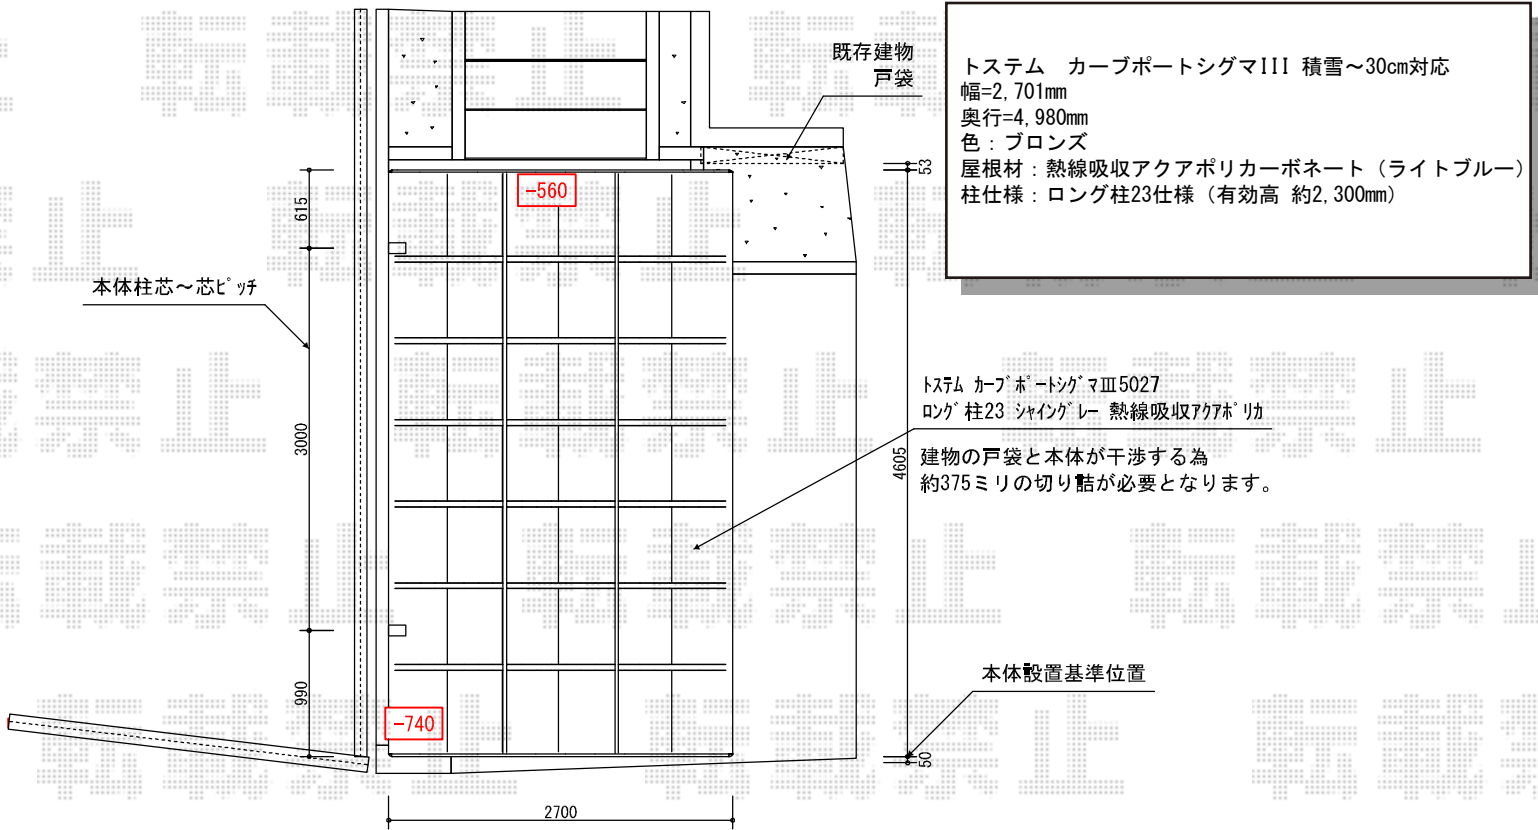 トステム　カーブポートシグマIII 積雪～30cm対応
幅=2,701mm
奥行=4,980mm
色：ブロンズ
屋根材：熱線吸収アクアポリカーボネート（ライトブルー）
柱仕様：ロング柱23仕様（有効高 約2,300mm）
既存建物
戸袋
-560
53
615
本体柱芯～芯ﾋﾟｯﾁ
3000
ﾄｽﾃﾑ ｶｰﾌﾞﾎﾟｰﾄｼｸﾞﾏⅢ5027
ﾛﾝｸﾞ柱23 ｼｬｲﾝｸﾞﾚｰ 熱線吸収ｱｸｱﾎﾟﾘｶ
4605
建物の戸袋と本体が干渉する為
約375ミリの切り詰が必要となります。
990
本体設置基準位置
-740
50
2700
転載禁止